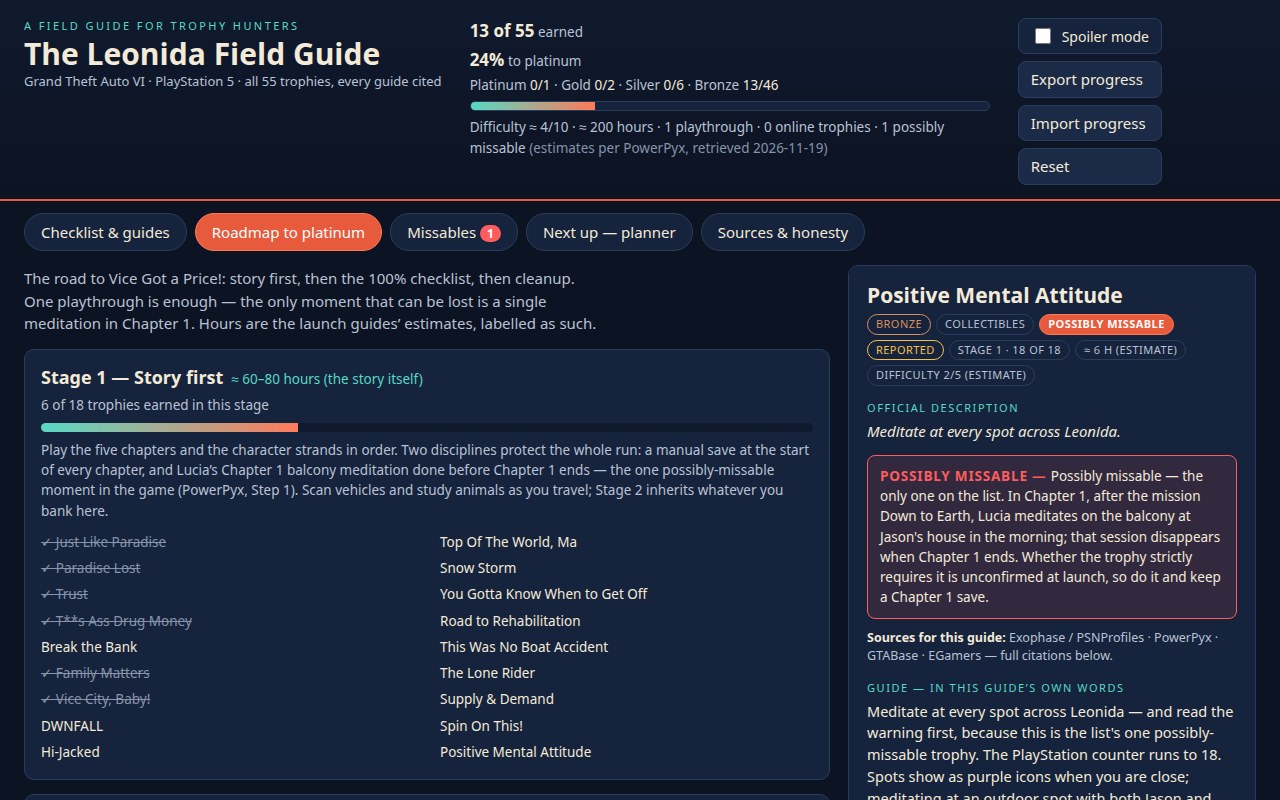 A FIELD GUIDE FOR TROPHY HUNTERS
The Leonida Field Guide
Grand Theft Auto VI · PlayStation 5 · all 55 trophies, every guide cited
13 of 55 earned
24% to platinum
Platinum 0/1 · Gold 0/2 · Silver 0/6 · Bronze 13/46
Difficulty ≈ 4/10 · ≈ 200 hours · 1 playthrough · 0 online trophies · 1 possibly
missable (estimates per PowerPyx, retrieved 2026-11-19)
Spoiler mode
Export progress
Import progress
Reset
Checklist & guides
Roadmap to platinum
Missables 1
Next up — planner
Sources & honesty
The road to Vice Got a Price!: story first, then the 100% checklist, then cleanup.
One playthrough is enough — the only moment that can be lost is a single
meditation in Chapter 1. Hours are the launch guides’ estimates, labelled as such.
Stage 1 — Story first ≈ 60–80 hours (the story itself)
6 of 18 trophies earned in this stage
Play the five chapters and the character strands in order. Two disciplines protect the whole run: a manual save at the start
of every chapter, and Lucia’s Chapter 1 balcony meditation done before Chapter 1 ends — the one possibly-missable
moment in the game (PowerPyx, Step 1). Scan vehicles and study animals as you travel; Stage 2 inherits whatever you
bank here.
✓ Just Like Paradise
✓ Paradise Lost
✓ Trust
✓ T**s Ass Drug Money
Break the Bank
✓ Family Matters
✓ Vice City, Baby!
DWNFALL
Hi-Jacked
Top Of The World, Ma
Snow Storm
You Gotta Know When to Get Off
Road to Rehabilitation
This Was No Boat Accident
The Lone Rider
Supply & Demand
Spin On This!
Positive Mental Attitude
Positive Mental Attitude
BRONZE
COLLECTIBLES
POSSIBLY MISSABLE
REPORTED
STAGE 1 · 18 OF 18
≈ 6 H (ESTIMATE)
DIFFICULTY 2/5 (ESTIMATE)
OFFICIAL DESCRIPTION
Meditate at every spot across Leonida.
POSSIBLY MISSABLE — Possibly missable — the
only one on the list. In Chapter 1, after the mission
Down to Earth, Lucia meditates on the balcony at
Jason's house in the morning; that session disappears
when Chapter 1 ends. Whether the trophy strictly
requires it is unconfirmed at launch, so do it and keep
a Chapter 1 save.
Sources for this guide: Exophase / PSNProfiles · PowerPyx ·
GTABase · EGamers — full citations below.
GUIDE — IN THIS GUIDE’S OWN WORDS
Meditate at every spot across Leonida — and read the
warning first, because this is the list's one possibly-
missable trophy. The PlayStation counter runs to 18.
Spots show as purple icons when you are close;
meditating at an outdoor spot with both Jason and